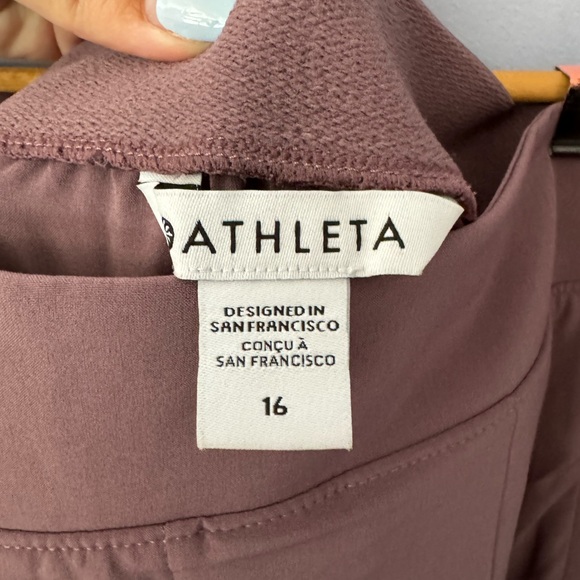 ATHLETA
DESIGNED IN
SAN FRANCISCO
CONÇU À
SAN FRANCISCO
16